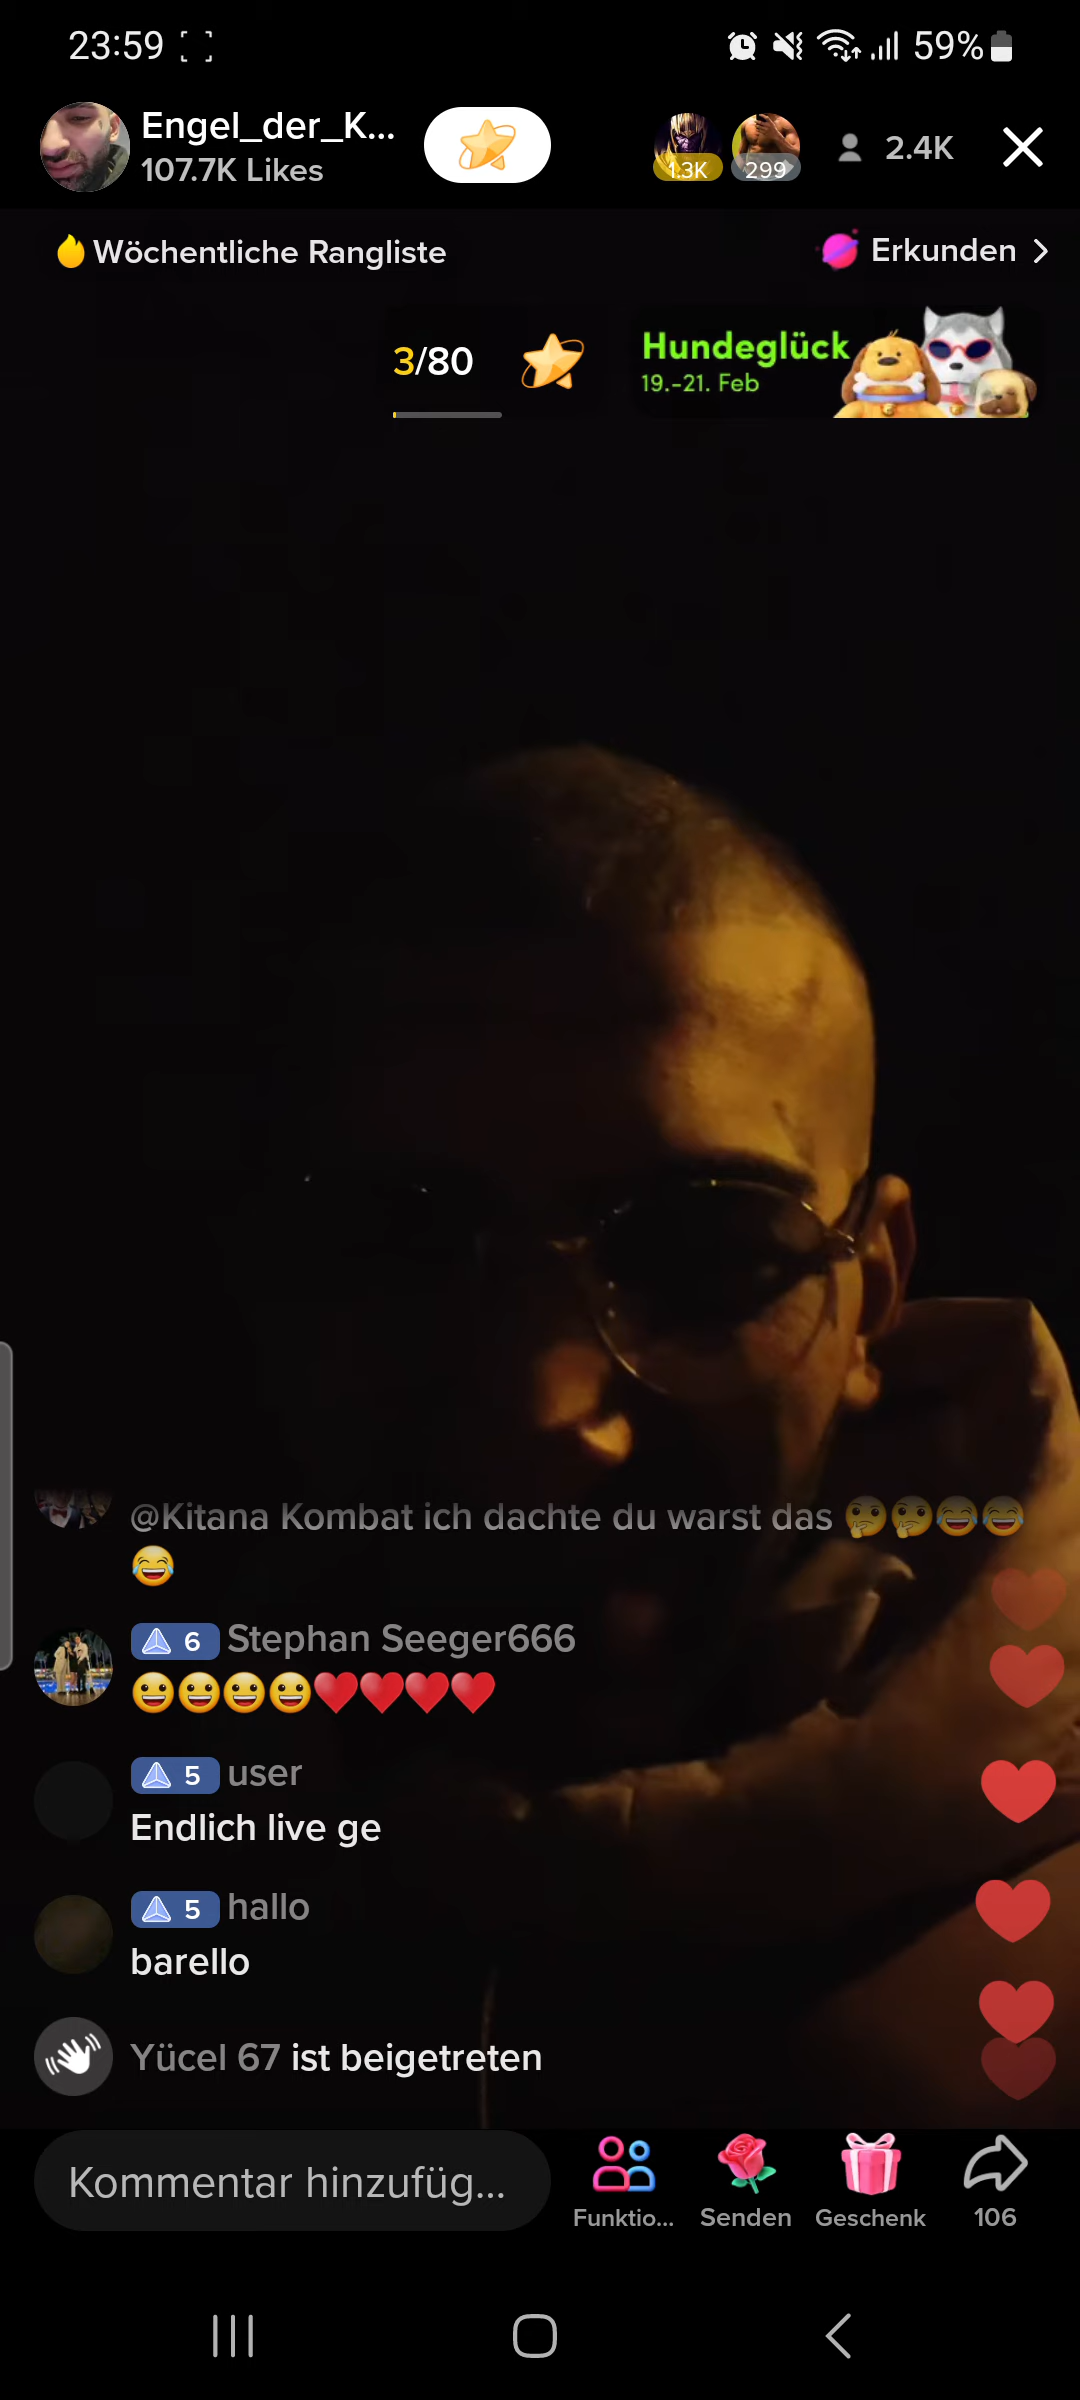 23:59
59%
Engel_der_K...
107.7K Likes
1.3K
299
2.4K
Wöchentliche Rangliste
Erkunden
3/80
Hundeglück
19.-21. Feb
@Kitana Kombat ich dachte du warst das 🤔🤔😂😂
😂
6 Stephan Seeger666
😀😀😀😀❤️❤️❤️❤️
5 user
Endlich live ge
5 hallo
barello
Yücel 67 ist beigetreten
Kommentar hinzufüg...
Funktio...
Senden
Geschenk
106